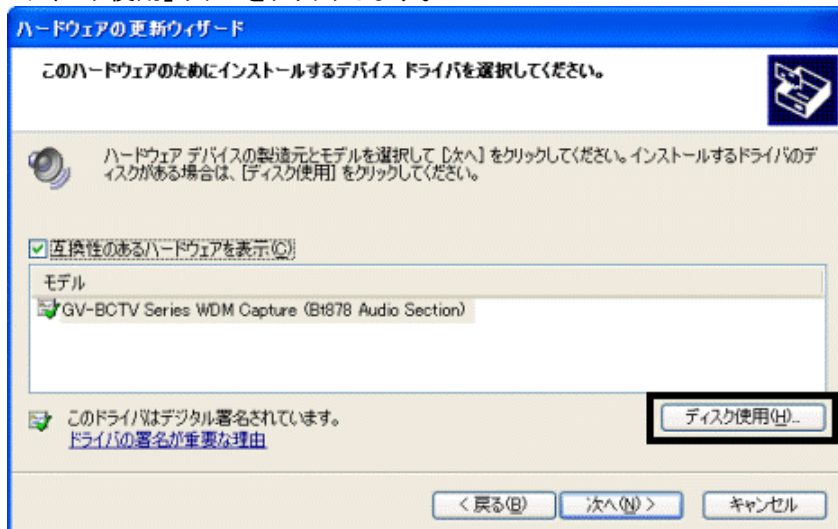 ハードウェアの更新ウィザード
このハードウェアのためにインストールするデバイス ドライバを選択してください。
ハードウェア デバイスの製造元とモデルを選択して [次へ] をクリックしてください。インストールするドライバのデ
ィスクがある場合は、[ディスク使用] をクリックしてください。
互換性のあるハードウェアを表示(C)
モデル
GV-BCTV Series WDM Capture (Bt878 Audio Section)
このドライバはデジタル署名されています。
ドライバの署名が重要な理由
ディスク使用(H)...
< 戻る(B)
次へ(N) >
キャンセル